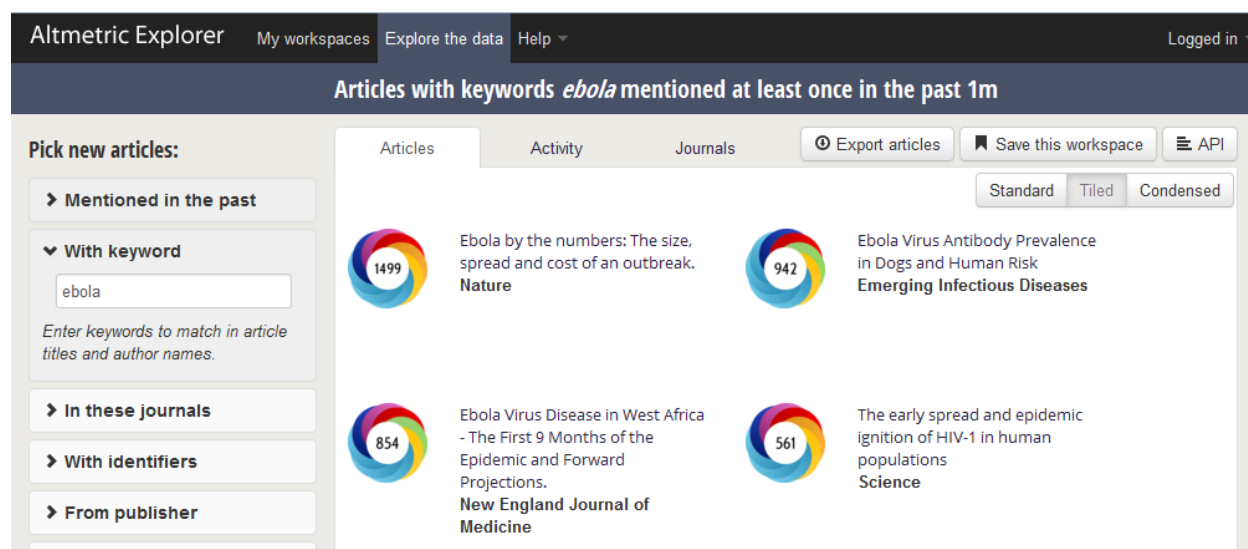 Altmetric Explorer My workspaces Explore the data Help Logged in
Articles with keywords ebola mentioned at least once in the past 1m
Pick new articles:
Mentioned in the past
With keyword
ebola
Enter keywords to match in article
titles and author names.
In these journals
With identifiers
From publisher
Articles Activity Journals Export articles Save this workspace API
Standard Tiled Condensed
1499
Ebola by the numbers: The size,
spread and cost of an outbreak.
Nature
942
Ebola Virus Antibody Prevalence
in Dogs and Human Risk
Emerging Infectious Diseases
854
Ebola Virus Disease in West Africa
- The First 9 Months of the
Epidemic and Forward
Projections.
New England Journal of
Medicine
561
The early spread and epidemic
ignition of HIV-1 in human
populations
Science